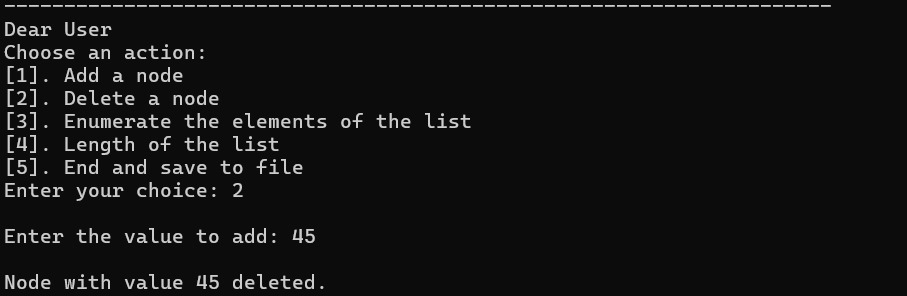 ---------------------------------------------------------------------
Dear User
Choose an action:
[1]. Add a node
[2]. Delete a node
[3]. Enumerate the elements of the list
[4]. Length of the list
[5]. End and save to file
Enter your choice: 2
Enter the value to add: 45
Node with value 45 deleted.